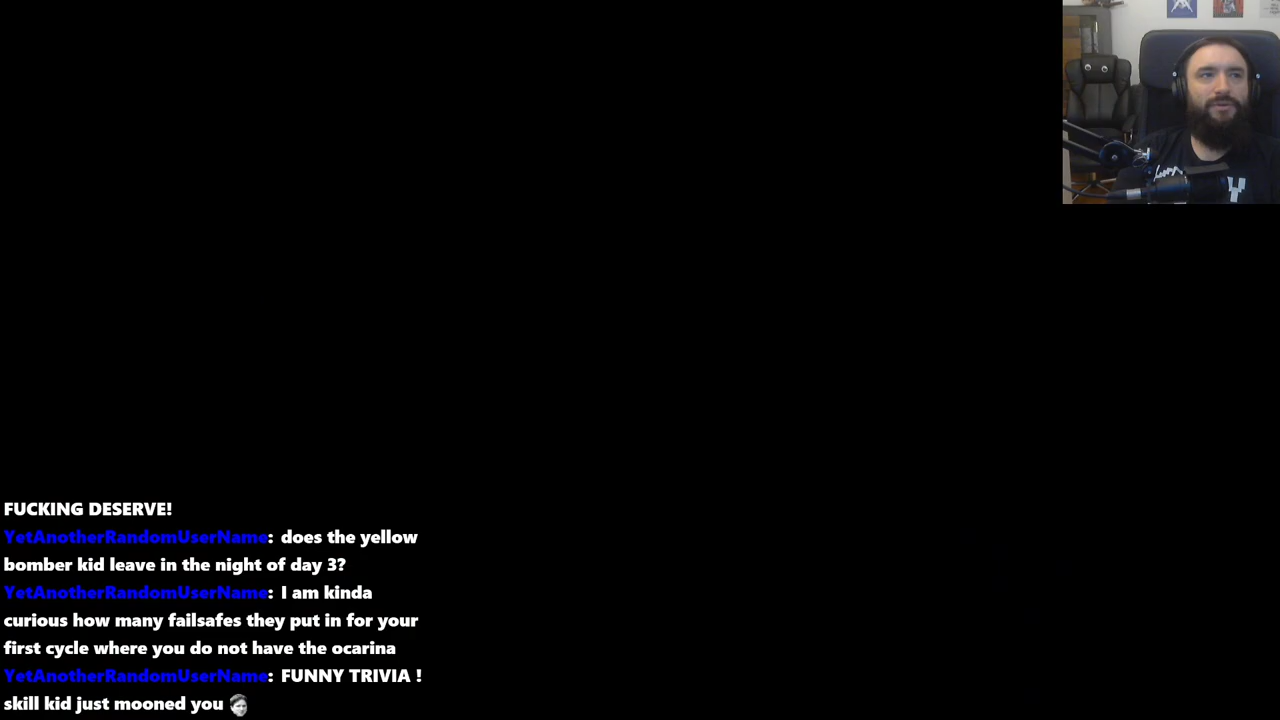 FUCKING DESERVE!
YetAnotherRandomUserName: does the yellow
bomber kid leave in the night of day 3?
YetAnotherRandomUserName: I am kinda
curious how many failsafes they put in for your
first cycle where you do not have the ocarina
YetAnotherRandomUserName: FUNNY TRIVIA !
skill kid just mooned you